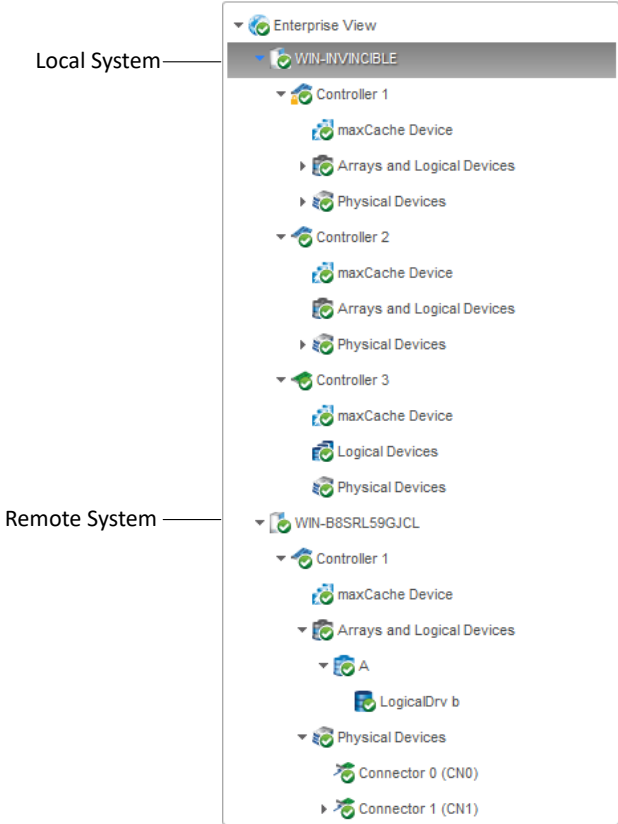 Enterprise View
Local System
WIN-INVINCIBLE
Controller 1
maxCache Device
Arrays and Logical Devices
Physical Devices
Controller 2
maxCache Device
Arrays and Logical Devices
Physical Devices
Controller 3
maxCache Device
Logical Devices
Physical Devices
Remote System
WIN-B8SRL59GJCL
Controller 1
maxCache Device
Arrays and Logical Devices
A
LogicalDrv b
Physical Devices
Connector 0 (CN0)
Connector 1 (CN1)